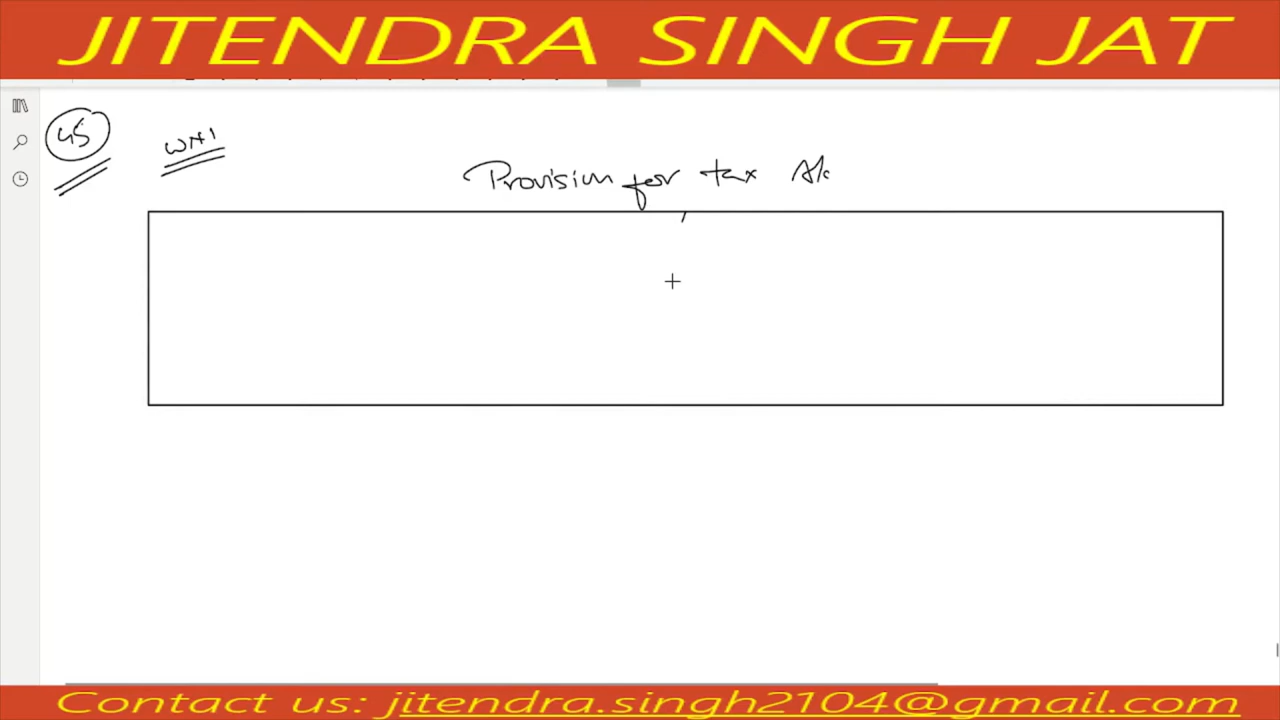 JITENDRA SINGH JAT
45
WN1
Provision for tax A/c
Contact us: jitendra.singh2104@gmail.com